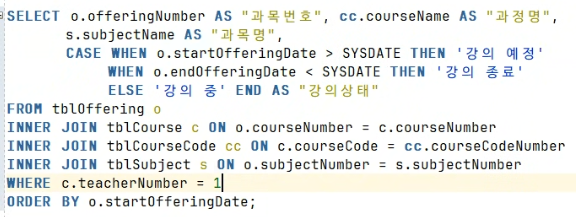 SELECT o.offeringNumber AS "과목번호", cc.courseName AS "과정명",
s.subjectName AS "과목명",
CASE WHEN o.startOfferingDate > SYSDATE THEN '강의 예정'
WHEN o.endOfferingDate < SYSDATE THEN '강의 종료'
ELSE '강의 중' END AS "강의상태"
FROM tblOffering o
INNER JOIN tblCourse c ON o.courseNumber = c.courseNumber
INNER JOIN tblCourseCode cc ON c.courseCode = cc.courseCodeNumber
INNER JOIN tblSubject s ON o.subjectNumber = s.subjectNumber
WHERE c.teacherNumber = 1
ORDER BY o.startOfferingDate;